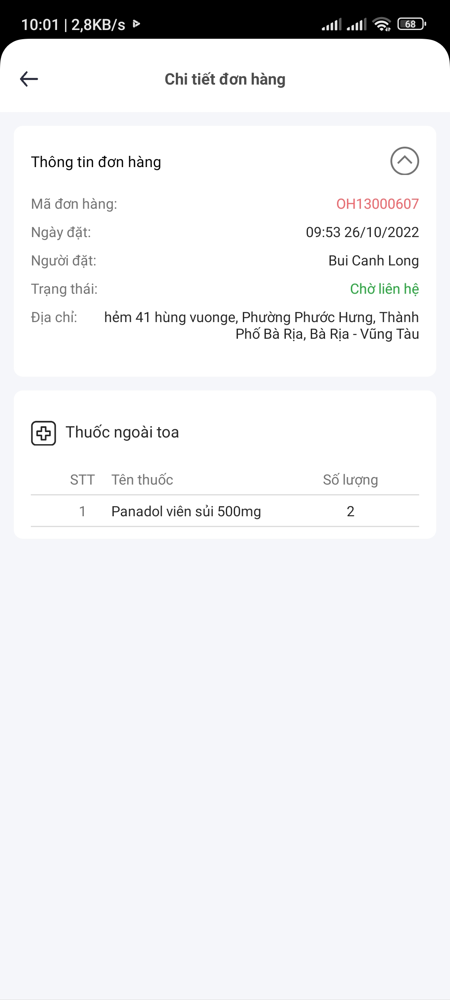 10:01 | 2,8KB/s
68
Chi tiết đơn hàng
Thông tin đơn hàng
Mã đơn hàng: OH13000607
Ngày đặt: 09:53 26/10/2022
Người đặt: Bui Canh Long
Trạng thái: Chờ liên hệ
Địa chỉ: hẻm 41 hùng vuonge, Phường Phước Hưng, Thành
Phố Bà Rịa, Bà Rịa - Vũng Tàu
Thuốc ngoài toa
STT Tên thuốc Số lượng
1 Panadol viên sủi 500mg 2